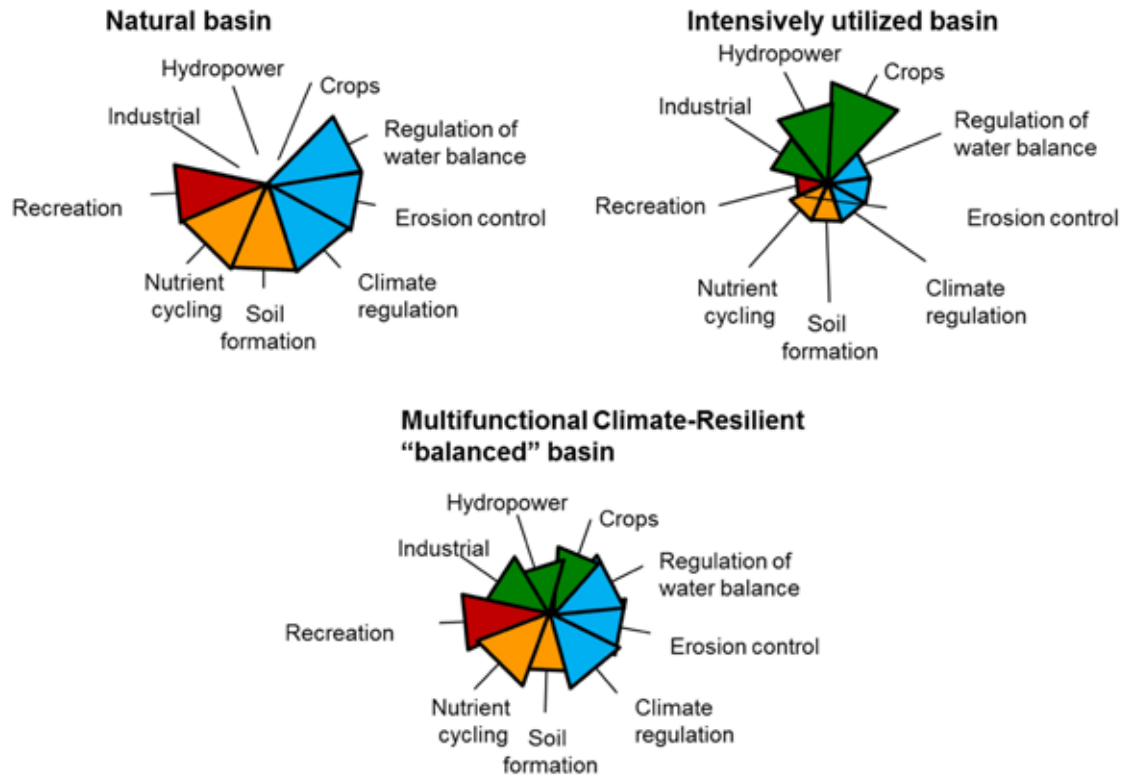 Natural basin
Hydropower
Crops
Industrial
Regulation of
water balance
Recreation
Erosion control
Nutrient
cycling
Soil
formation
Climate
regulation
Intensively utilized basin
Hydropower
Crops
Industrial
Regulation of
water balance
Recreation
Erosion control
Nutrient
cycling
Soil
formation
Climate
regulation
Multifunctional Climate-Resilient
“balanced” basin
Hydropower
Crops
Industrial
Regulation of
water balance
Recreation
Erosion control
Nutrient
cycling
Soil
formation
Climate
regulation